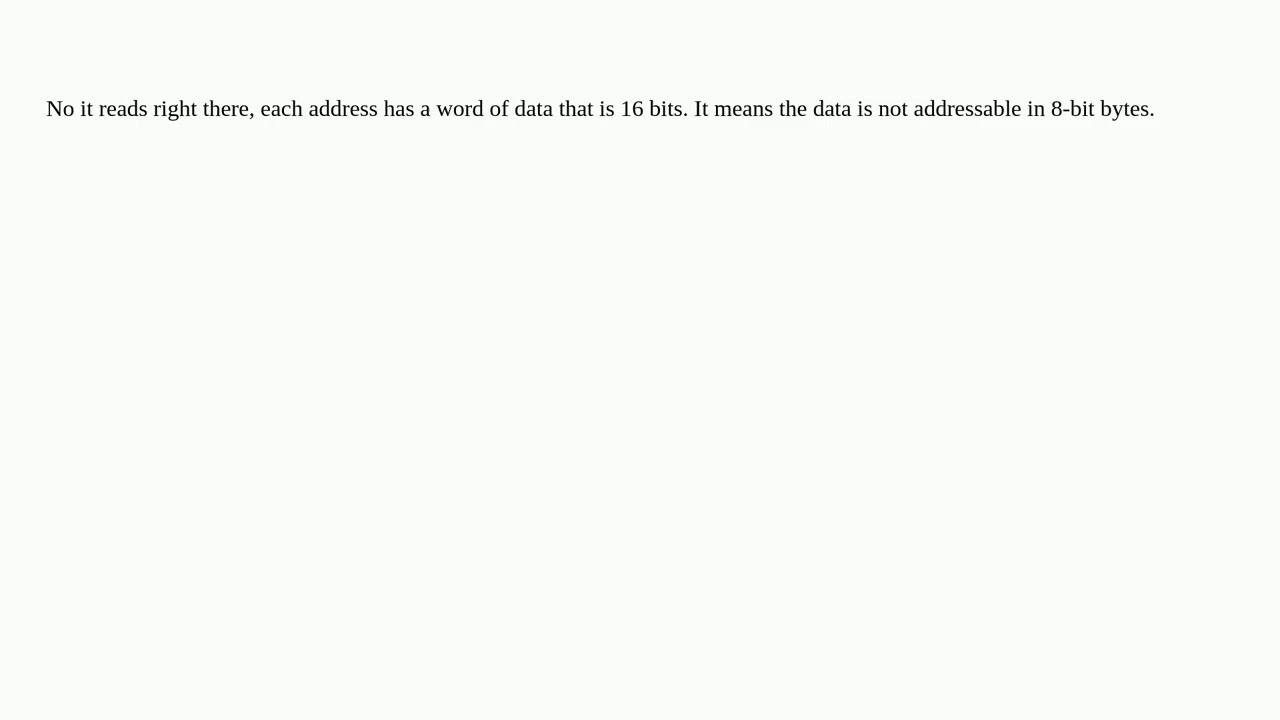 No it reads right there, each address has a word of data that is 16 bits. It means the data is not addressable in 8-bit bytes.